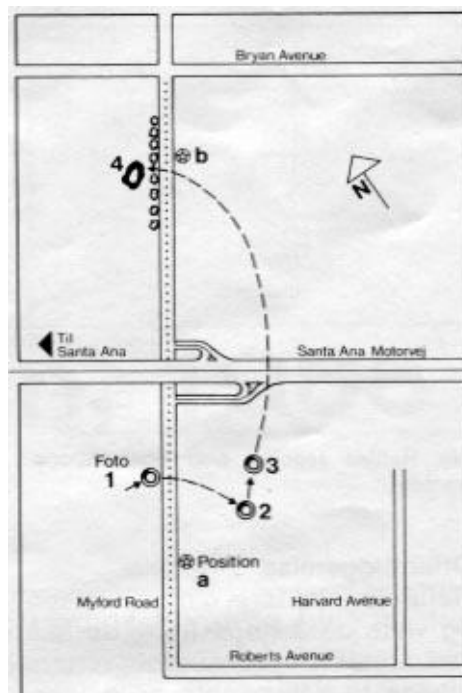 Bryan Avenue
4
b
N
Till
Santa Ana
Santa Ana Motorvej
Foto
1
3
2
Position
a
Myford Road
Harvard Avenue
Roberts Avenue